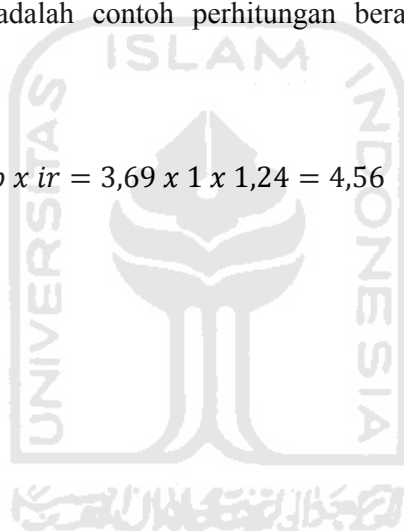 adalah contoh perhitungan bera
x ir = 3,69 x 1 x 1,24 = 4,56
ISLAM
UNIVERSITAS
INDONESIA